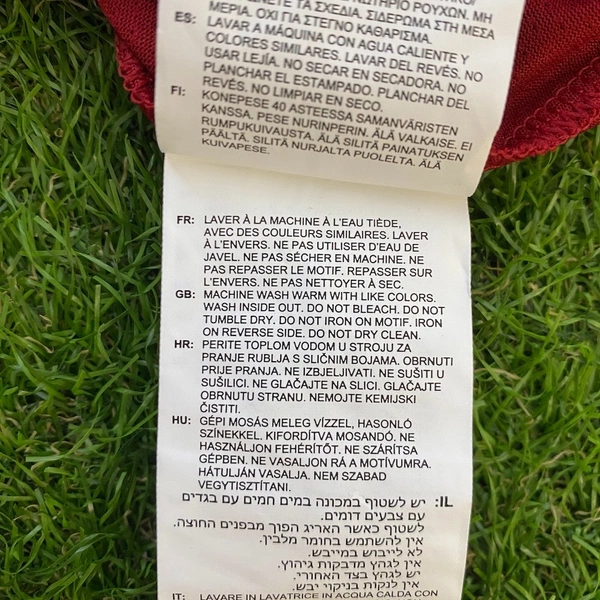 ΜΕΡΙΑ. ΟΧΙ ΓΙΑ ΣΤΕΓΝΟ ΚΑΘΑΡΙΣΜΑ.
ES: LAVAR A MÁQUINA CON AGUA CALIENTE Y
COLORES SIMILARES. LAVAR DEL REVÉS. NO
USAR LEJÍA. NO SECAR EN SECADORA. NO
PLANCHAR EL ESTAMPADO. PLANCHAR DEL
REVÉS. NO LIMPIAR EN SECO.
FI: KONEPESE 40 ASTEESSA SAMANVÄRISTEN
KANSSA. PESE NURINPERIN. ÄLÄ VALKAISE. EI
RUMPUKUIVAUSTA. ÄLÄ SILITÄ PAINATUKSEN
PÄÄLTÄ. SILITÄ NURJALTA PUOLELTA. ÄLÄ
KUIVAPESE.
FR: LAVER À LA MACHINE À L'EAU TIÈDE,
AVEC DES COULEURS SIMILAIRES. LAVER
À L'ENVERS. NE PAS UTILISER D'EAU DE
JAVEL. NE PAS SÉCHER EN MACHINE. NE
PAS REPASSER LE MOTIF. REPASSER SUR
L'ENVERS. NE PAS NETTOYER À SEC.
GB: MACHINE WASH WARM WITH LIKE COLORS.
WASH INSIDE OUT. DO NOT BLEACH. DO NOT
TUMBLE DRY. DO NOT IRON ON MOTIF. IRON
ON REVERSE SIDE. DO NOT DRY CLEAN.
HR: PERITE TOPLOM VODOM U STROJU ZA
PRANJE RUBLJA S SLIČNIM BOJAMA. OBRNUTI
PRIJE PRANJA. NE IZBJELJIVATI. NE SUŠITI U
SUŠILICI. NE GLAČAJTE NA SLICI. GLAČAJTE
OBRNUTU STRANU. NEMOJTE KEMIJSKI
ČISTITI.
HU: GÉPI MOSÁS MELEG VÍZZEL, HASONLÓ
SZÍNEKKEL. KIFORDÍTVA MOSANDÓ. NE
HASZNÁLJON FEHÉRÍTŐT. NE SZÁRÍTSA
GÉPBEN. NE VASALJON RÁ A MOTÍVUMRA.
HÁTULJÁN VASALJA. NEM SZABAD
VEGYTISZTÍTANI.
IL: יש לשטוף במכונה במים חמים עם בגדים
עם צבעים דומים.
לשטוף כאשר האריג הפוך מבפנים החוצה.
אין להשתמש בחומר מלבין.
לא לייבוש במייבש.
אין לגהץ מדבקות גיהוץ.
יש לגהץ בצד האחורי.
אין לנקות בניקוי יבש.
IT: LAVARE IN LAVATRICE IN ACQUA CALDA CON